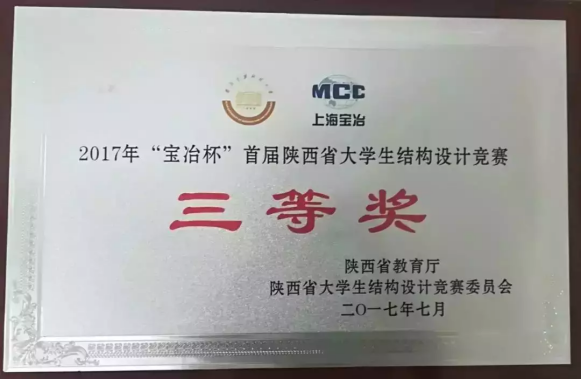 MCC
上海宝冶
2017年“宝冶杯”首届陕西省大学生结构设计竞赛
三等奖
陕西省教育厅
陕西省大学生结构设计竞赛委员会
二〇一七年七月